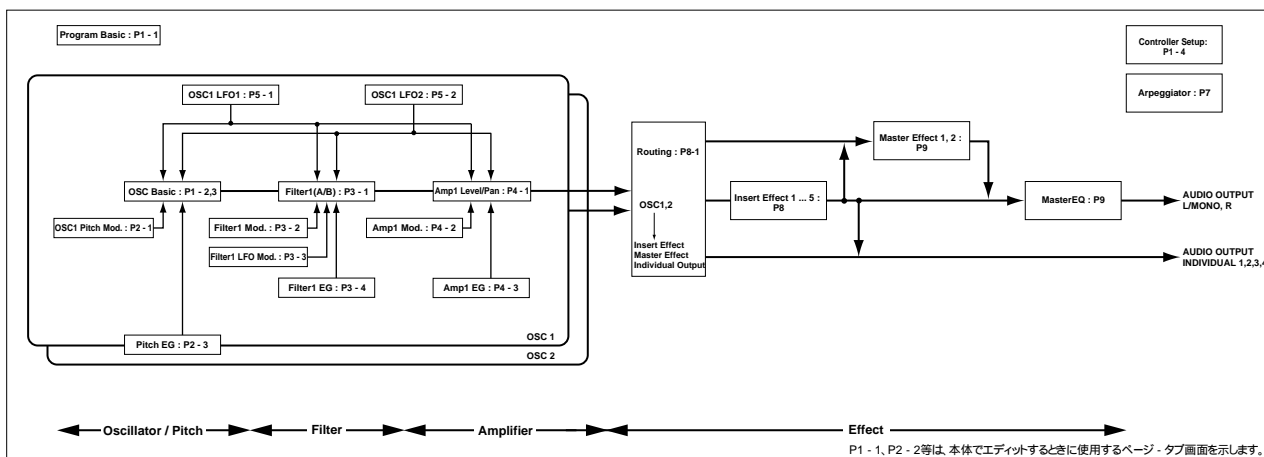 Program Basic : P1 - 1
Controller Setup:
P1 - 4
Arpeggiator : P7
OSC1 LFO1 : P5 - 1
OSC1 LFO2 : P5 - 2
OSC Basic : P1 - 2,3
Filter1(A/B) : P3 - 1
Amp1 Level/Pan : P4 - 1
OSC1 Pitch Mod. : P2 - 1
Filter1 Mod. : P3 - 2
Amp1 Mod. : P4 - 2
Filter1 LFO Mod. : P3 - 3
Filter1 EG : P3 - 4
Amp1 EG : P4 - 3
Pitch EG : P2 - 3
OSC 1
OSC 2
Routing : P8-1
OSC1,2
Insert Effect
Master Effect
Individual Output
Insert Effect 1 ... 5 :
P8
Master Effect 1, 2 :
P9
MasterEQ : P9
AUDIO OUTPUT
L/MONO, R
AUDIO OUTPUT
INDIVIDUAL 1,2,3,4
Oscillator / Pitch
Filter
Amplifier
Effect
P1 - 1、P2 - 2等は、本体でエディットするときに使用するページ - タブ画面を示します。